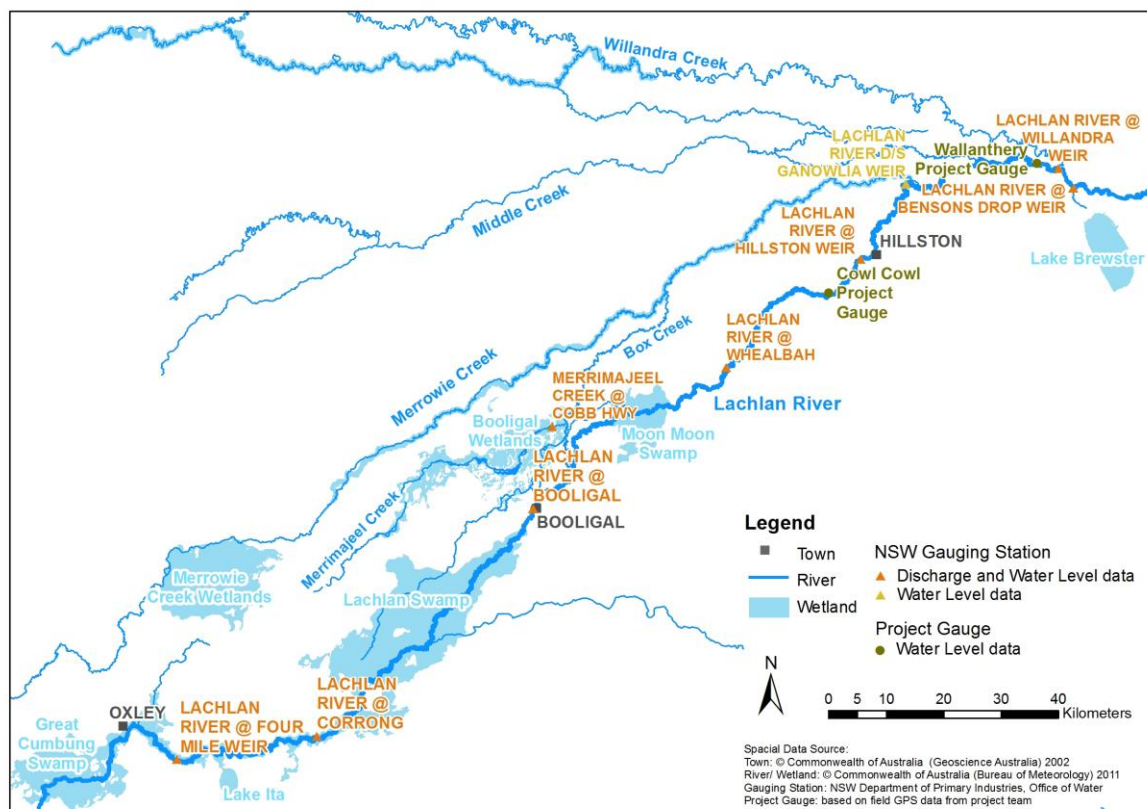 Willandra Creek
LACHLAN
RIVER D/S
GANOWLIA WEIR
Wallanthery
Project Gauge
LACHLAN RIVER @
WILLANDRA
WEIR
LACHLAN RIVER @
BENSONS DROP WEIR
Middle Creek
LACHLAN
RIVER @
HILLSTON WEIR
HILLSTON
Lake Brewster
Cowl Cowl
Project
Gauge
LACHLAN
RIVER @
WHEALBAH
Box Creek
Merrowie Creek
MERRIMAJEEL
CREEK @
COBB HWY
Lachlan River
Booligal
Wetlands
Moon Moon
Swamp
LACHLAN
RIVER @
BOOLIGAL
BOOLIGAL
Merrimajeel Creek
Merrowie
Creek Wetlands
Lachlan Swamp
LACHLAN
RIVER @
CORRONG
OXLEY
LACHLAN
RIVER @ FOUR
MILE WEIR
Great
Cumbung
Swamp
Lake Ita
Legend
Town
River
Wetland
NSW Gauging Station
Discharge and Water Level data
Water Level data
Project Gauge
Water Level data
N
0 5 10 20 30 40
Kilometers
Spacial Data Source:
Town: © Commonwealth of Australia (Geoscience Australia) 2002
River/ Wetland: © Commonwealth of Australia (Bureau of Meteorology) 2011
Gauging Station: NSW Department of Primary Industries, Office of Water
Project Gauge: based on field GPS data from project team